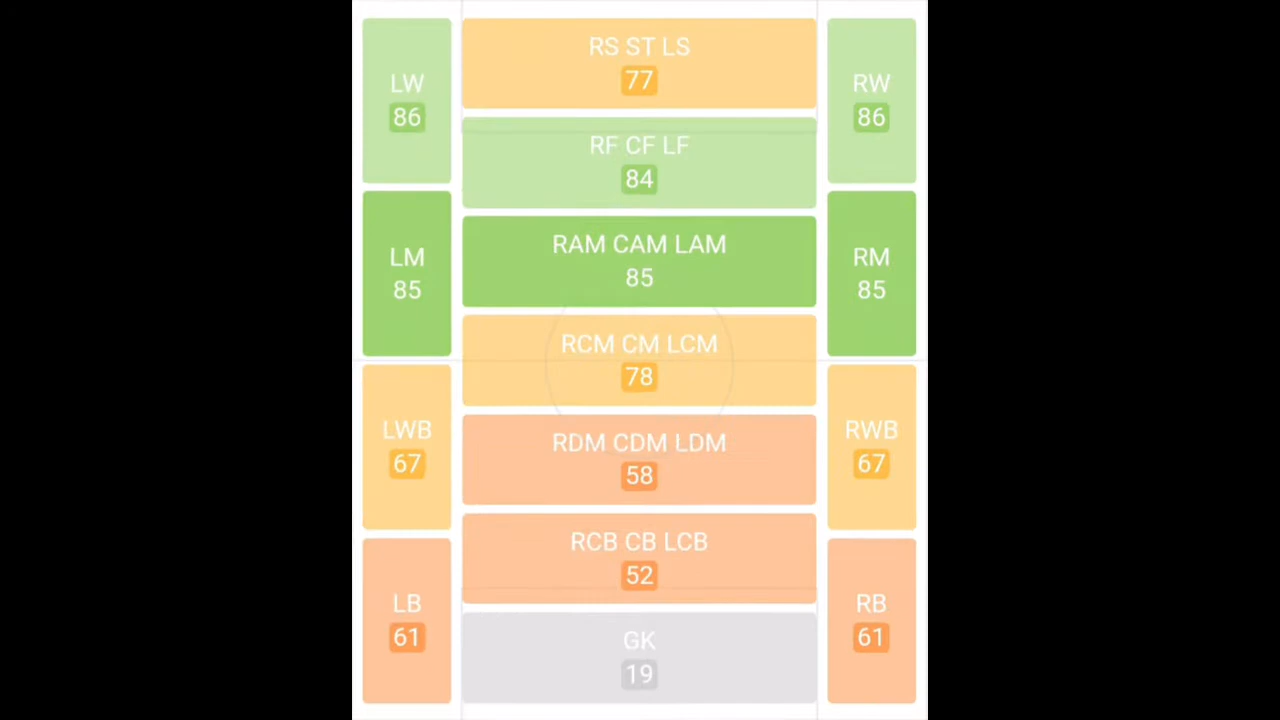 LW
86
RS ST LS
77
RW
86
RF CF LF
84
LM
85
RAM CAM LAM
85
RM
85
RCM CM LCM
78
LWB
67
RDM CDM LDM
58
RWB
67
RCB CB LCB
52
LB
61
GK
19
RB
61